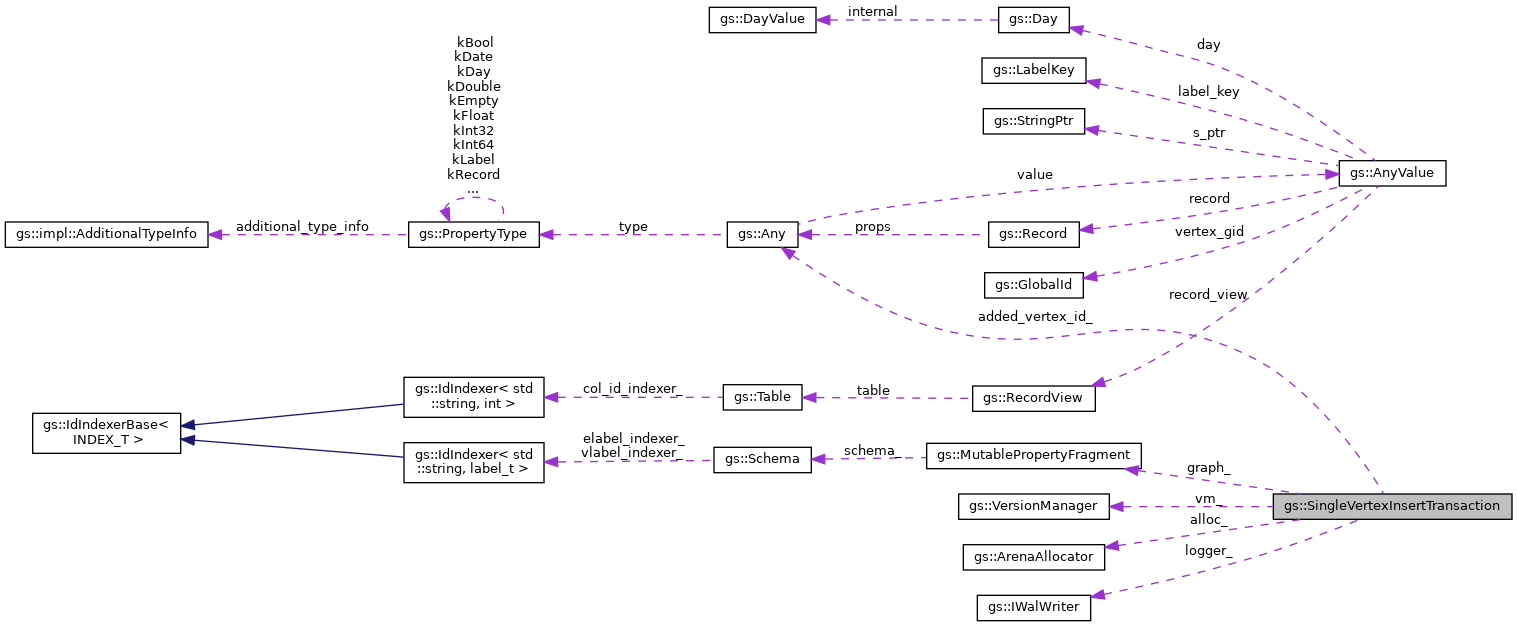 gs::DayValue
internal
gs::Day
kBool
kDate
kDay
kDouble
kEmpty
kFloat
kInt32
kInt64
kLabel
kRecord
...
day
gs::LabelKey
label_key
gs::StringPtr
s_ptr
value
gs::AnyValue
gs::impl::AdditionalTypeInfo
additional_type_info
gs::PropertyType
type
gs::Any
props
gs::Record
record
vertex_gid
gs::GlobalId
record_view
added_vertex_id_
gs::IdIndexerBase<
INDEX_T >
gs::IdIndexer< std
::string, int >
col_id_indexer_
gs::Table
table
gs::RecordView
gs::IdIndexer< std
::string, label_t >
elabel_indexer_
vlabel_indexer_
gs::Schema
schema_
gs::MutablePropertyFragment
graph_
gs::VersionManager
vm_
gs::SingleVertexInsertTransaction
alloc_
gs::ArenaAllocator
logger_
gs::IWalWriter